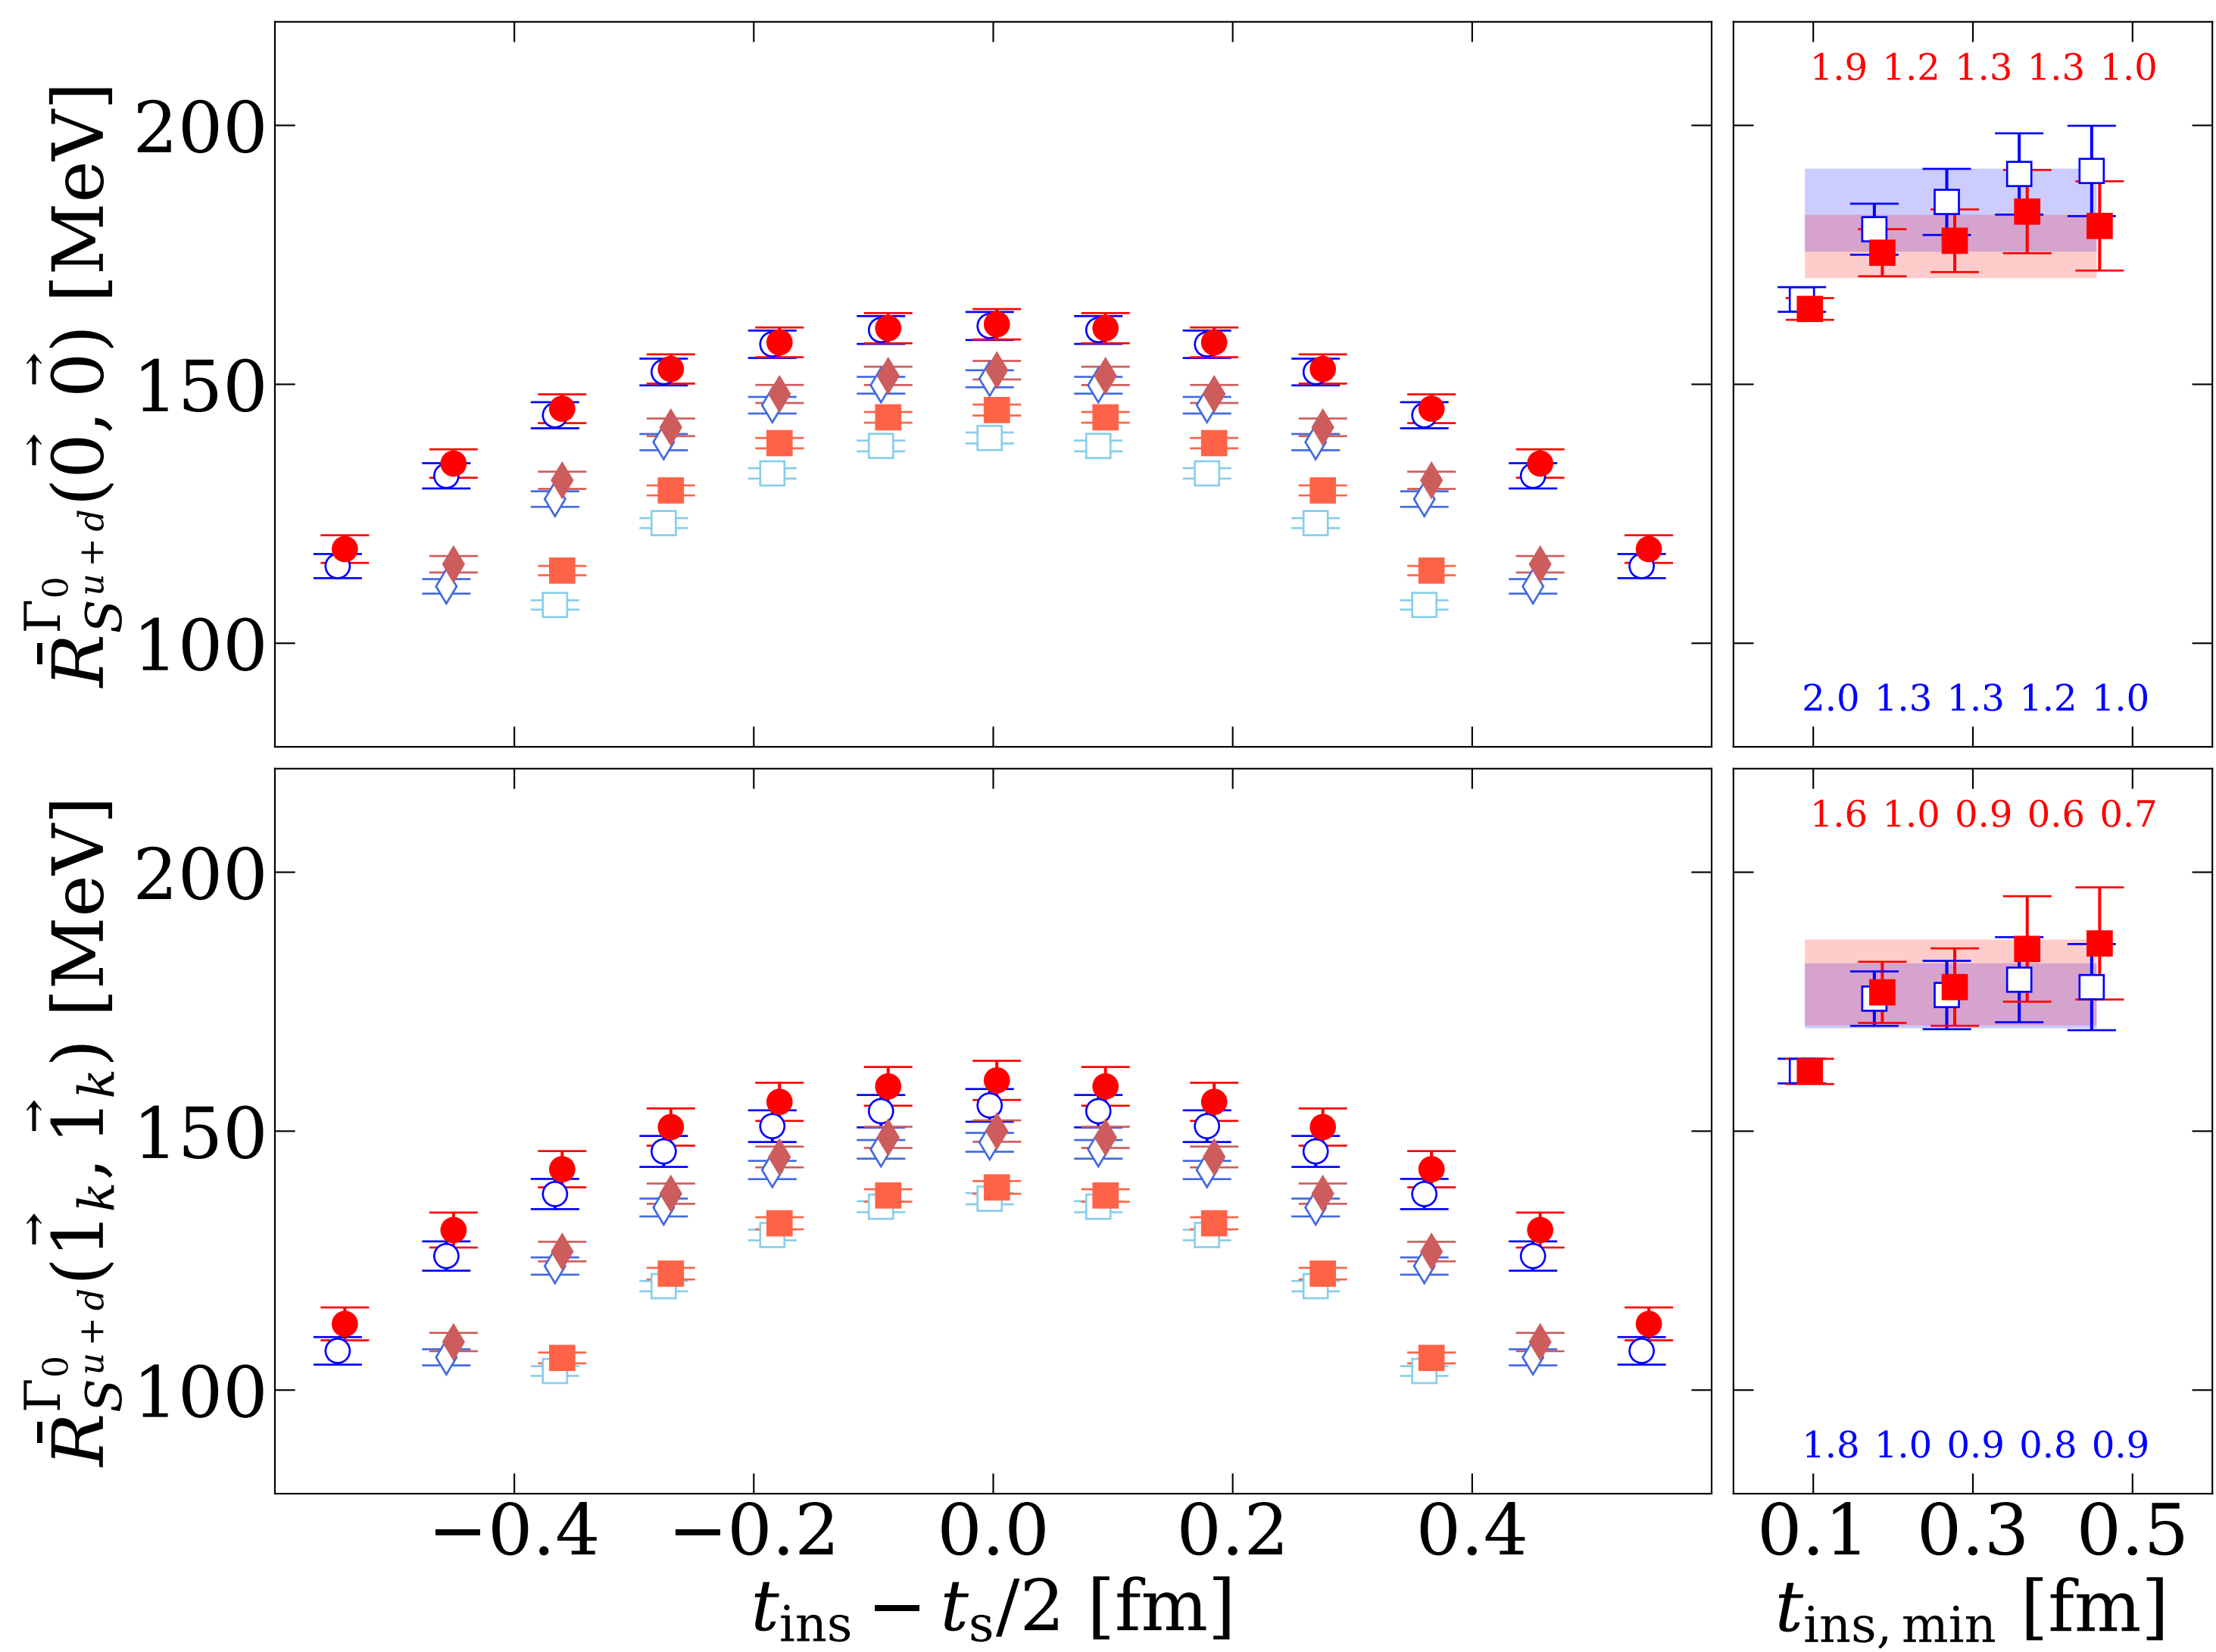 R̄^{Γ_0}_{S^{u+d}}(0⃗, 0⃗) [MeV]
200
150
100
1.9 1.2 1.3 1.3 1.0
2.0 1.3 1.3 1.2 1.0
R̄^{Γ_0}_{S^{u+d}}(1⃗_k, 1⃗_k) [MeV]
200
150
100
1.6 1.0 0.9 0.6 0.7
1.8 1.0 0.9 0.8 0.9
−0.4 −0.2 0.0 0.2 0.4
0.1 0.3 0.5
t_ins − t_s/2 [fm]
t_ins, min [fm]